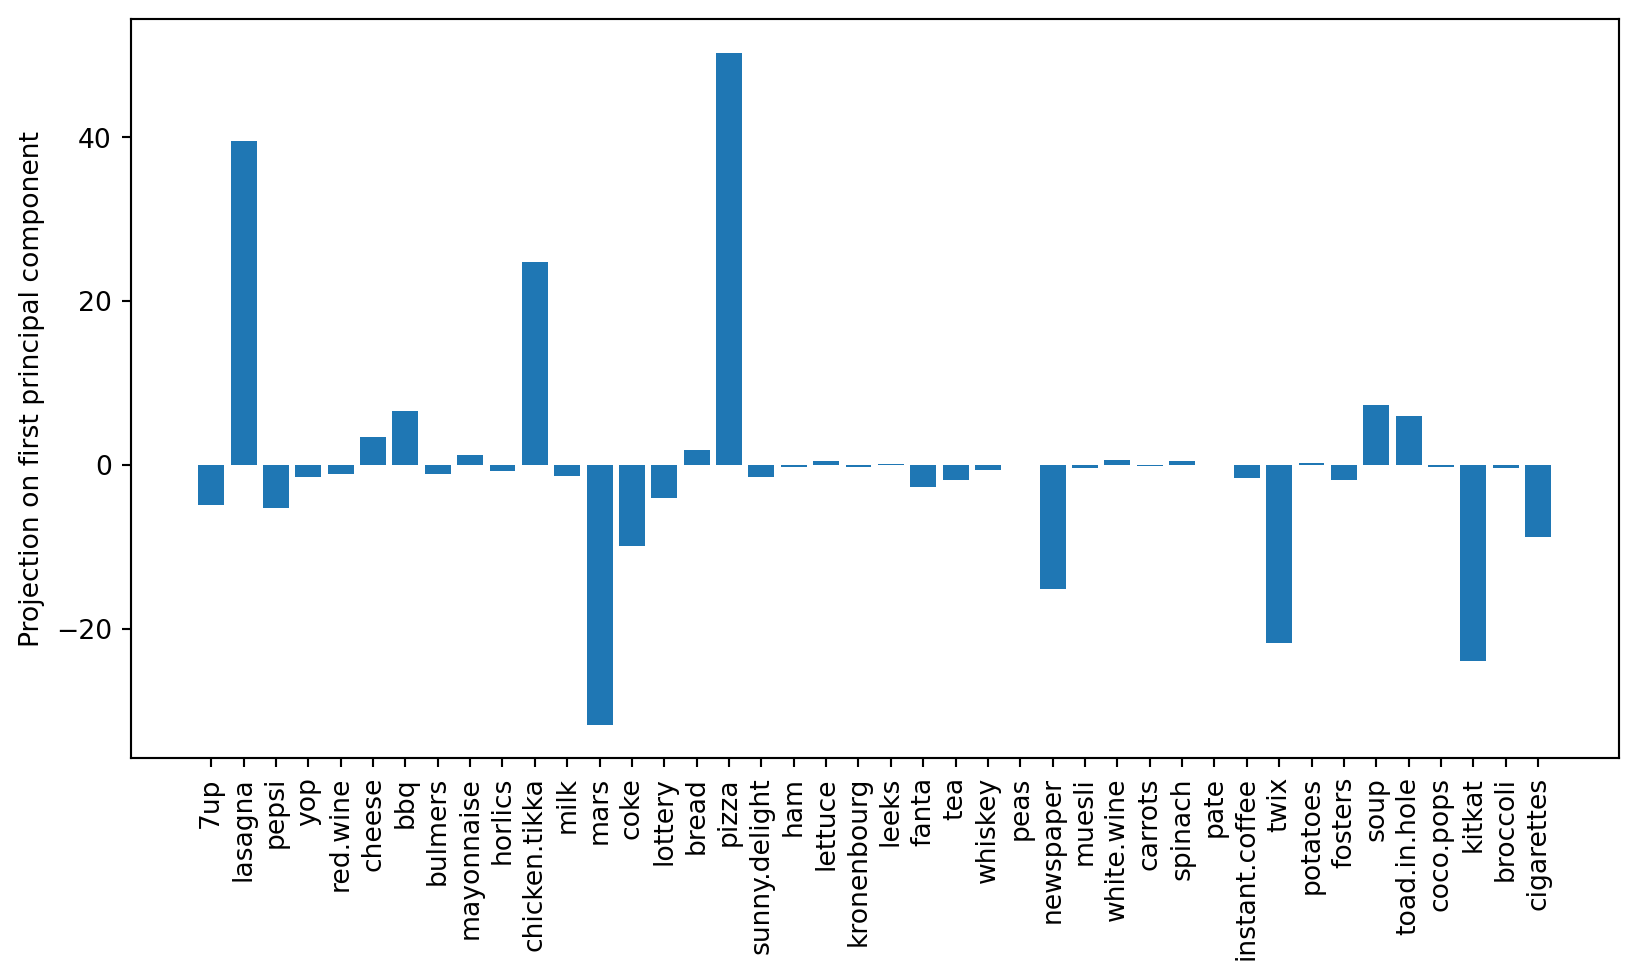 Projection on first principal component
40
20
0
−20
7up
lasagna
pepsi
yop
red.wine
cheese
bbq
bulmers
mayonnaise
horlics
chicken.tikka
milk
mars
coke
lottery
bread
pizza
sunny.delight
ham
lettuce
kronenbourg
leeks
fanta
tea
whiskey
peas
newspaper
muesli
white.wine
carrots
spinach
pate
instant.coffee
twix
potatoes
fosters
soup
toad.in.hole
coco.pops
kitkat
broccoli
cigarettes